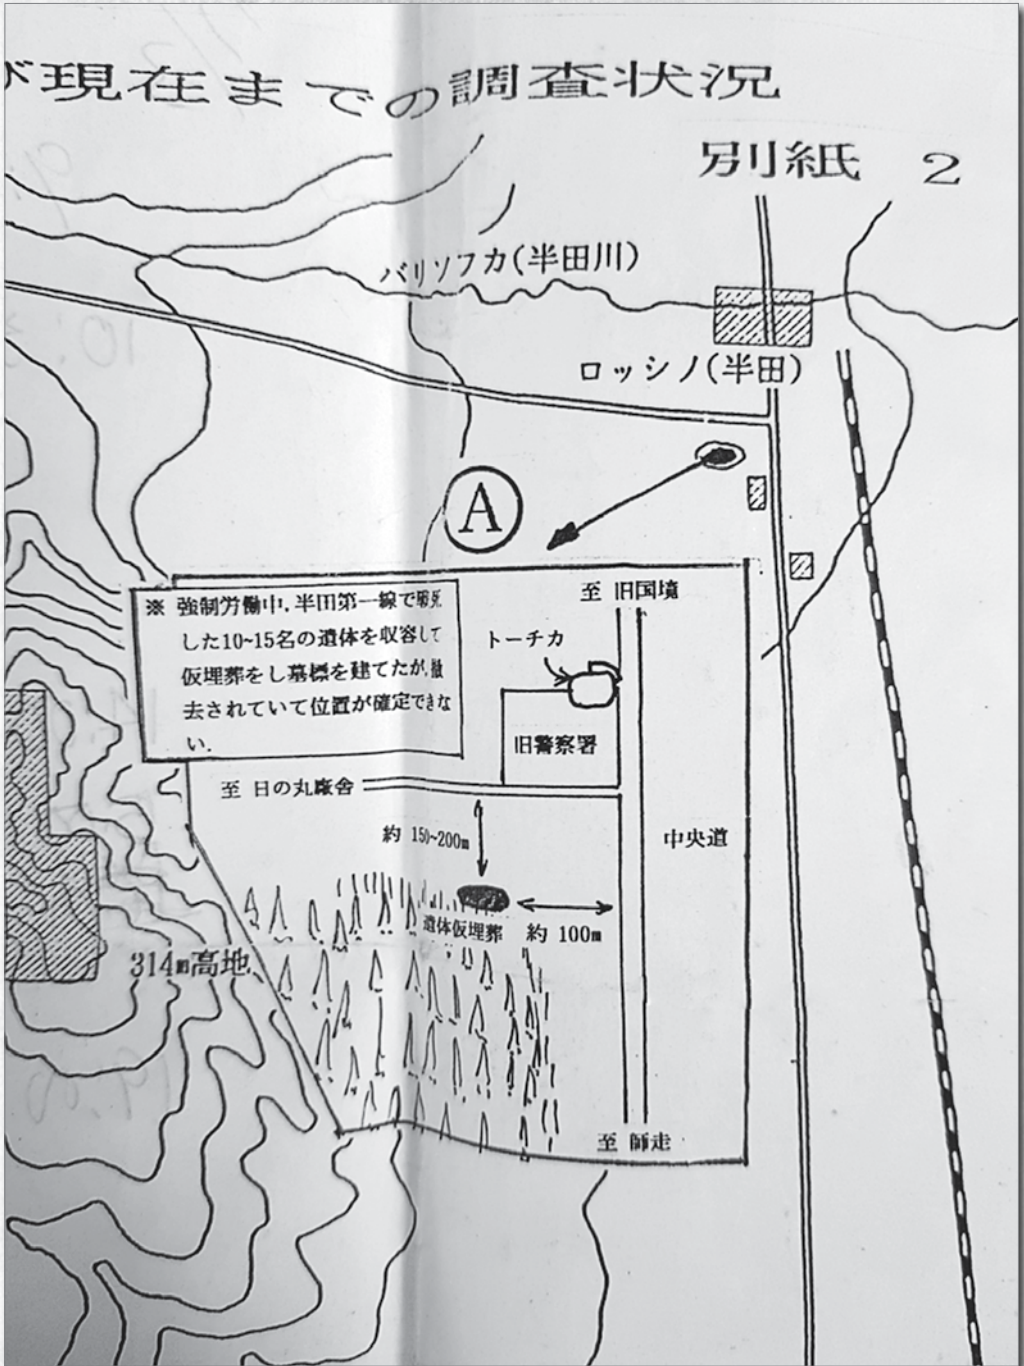 び現在までの調査状況
別紙 2
バリソフカ(半田川)
ロッシノ(半田)
A
※ 強制労働中、半田第一線で戦死
した10~15名の遺体を収容して
仮埋葬をし墓標を建てたが、撤
去されていて位置が確定できな
い.
至 旧国境
トーチカ
旧警察署
至 日の丸廠舎
約 150~200m
中央道
遺体仮埋葬 約 100m
314m高地
至 師走